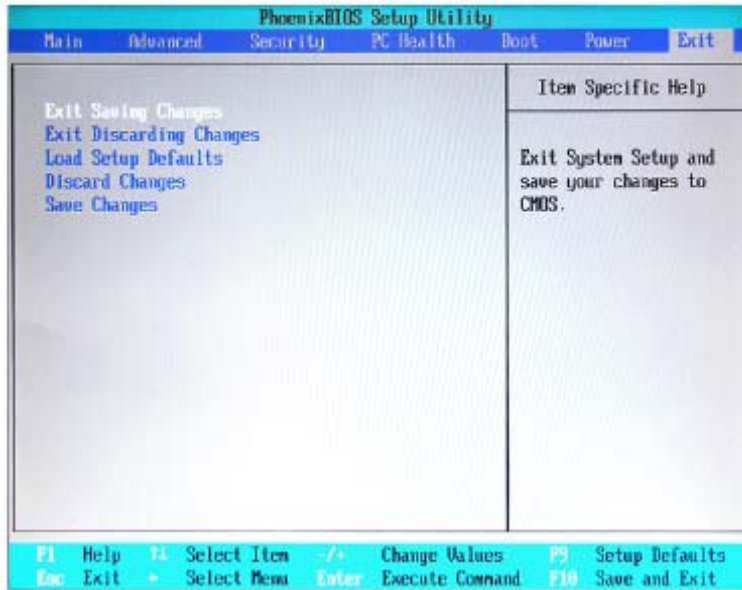 PhoenixBIOS Setup Utility
Main Advanced Security PC Health Boot Power Exit
Item Specific Help
Exit Saving Changes
Exit Discarding Changes
Load Setup Defaults
Discard Changes
Save Changes
Exit System Setup and
save your changes to
CMOS.
F1 Help ↑↓ Select Item -/+ Change Values F9 Setup Defaults
Esc Exit Select Menu Enter Execute Command F10 Save and Exit